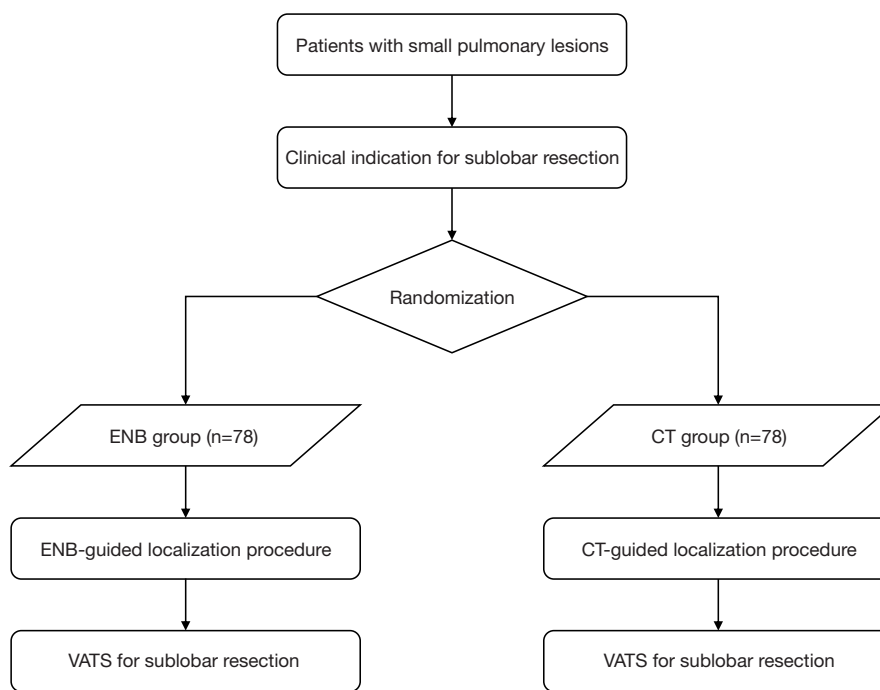 Patients with small pulmonary lesions
Clinical indication for sublobar resection
Randomization
ENB group (n=78)
CT group (n=78)
ENB-guided localization procedure
CT-guided localization procedure
VATS for sublobar resection
VATS for sublobar resection